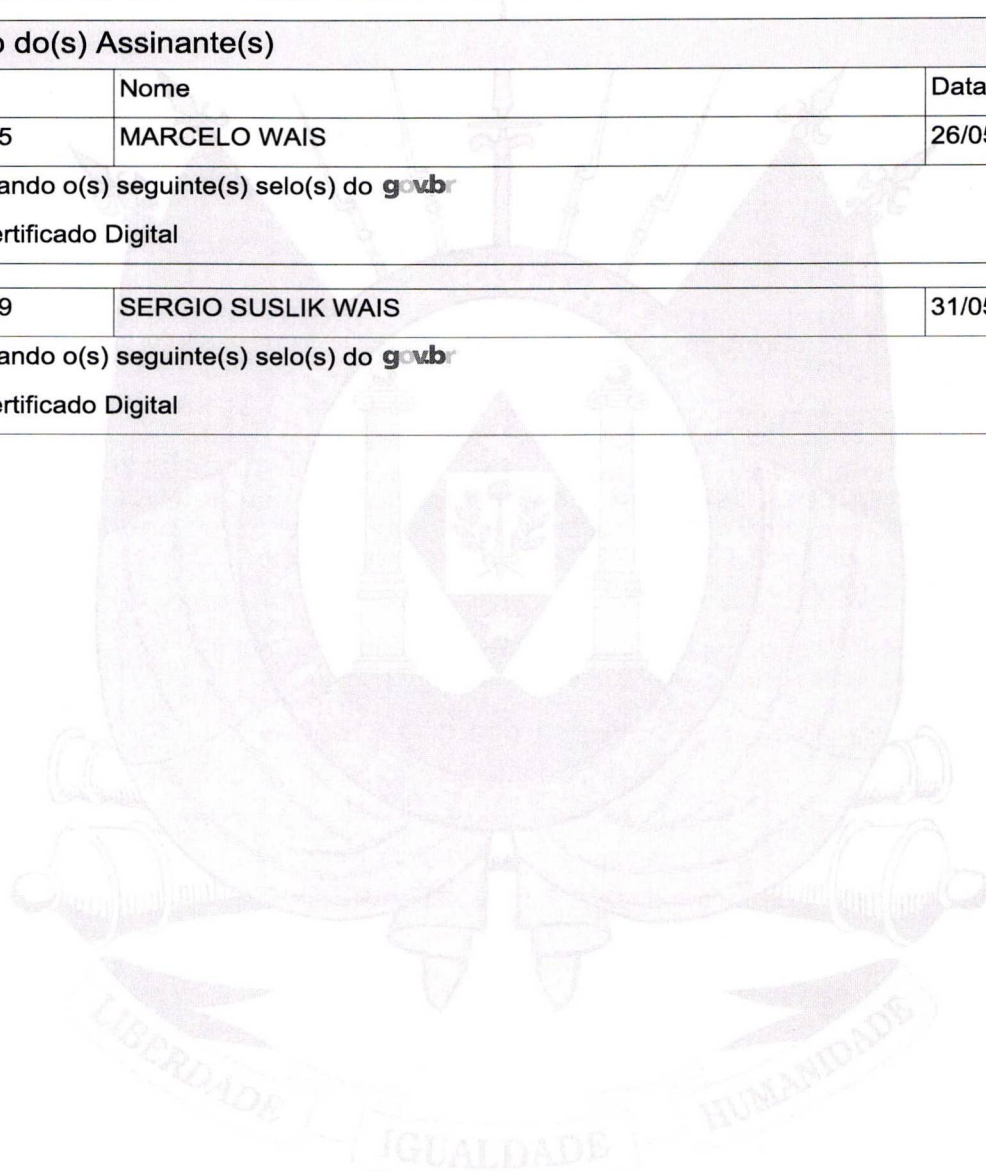 o do(s) Assinante(s)
Nome Data
5 MARCELO WAIS 26/05
ando o(s) seguinte(s) selo(s) do gov.br
ertificado Digital
9 SERGIO SUSLIK WAIS 31/05
ando o(s) seguinte(s) selo(s) do gov.br
ertificado Digital
LIBERDADE IGUALDADE HUMANIDADE